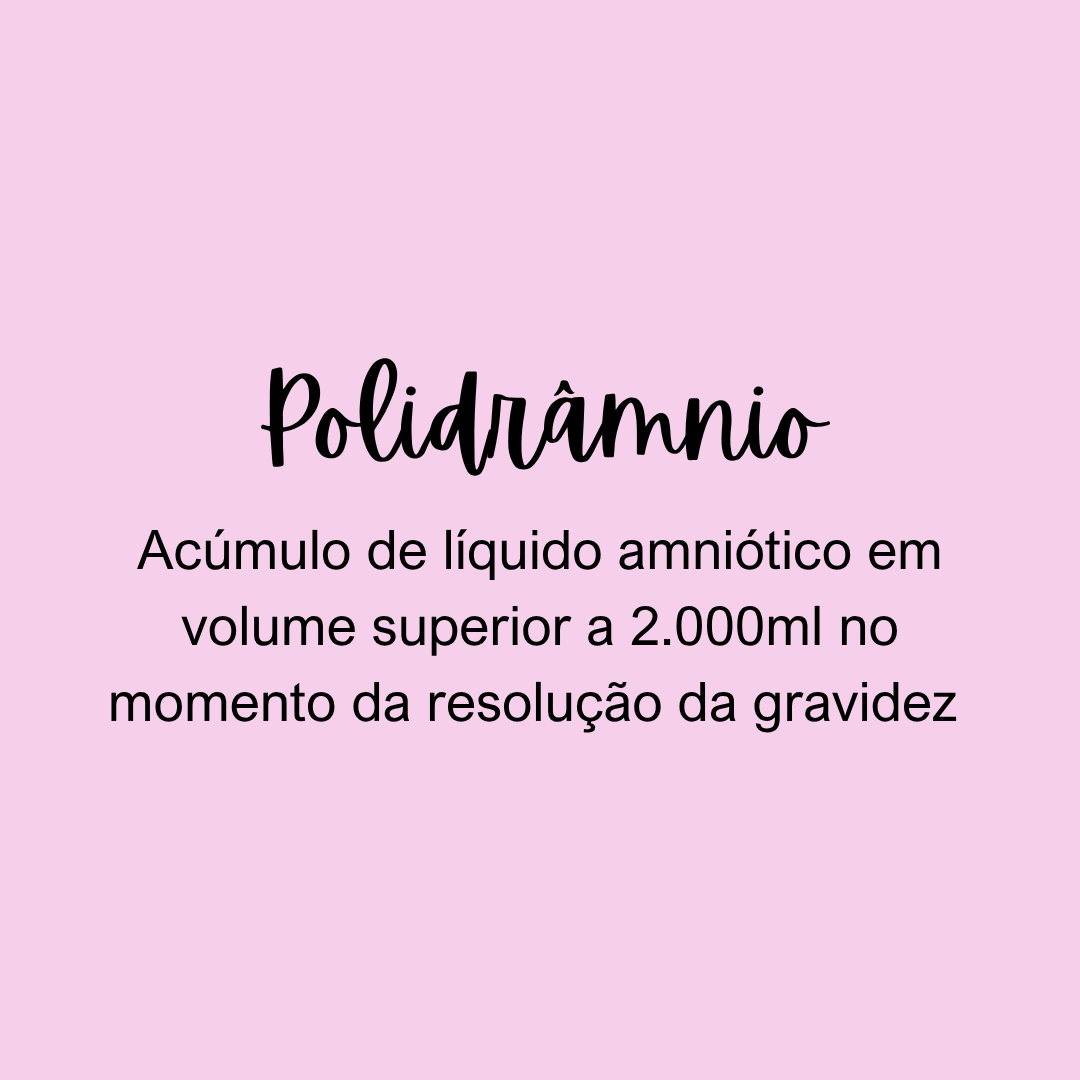 Polidrâmnio
Acúmulo de líquido amniótico em
volume superior a 2.000ml no
momento da resolução da gravidez